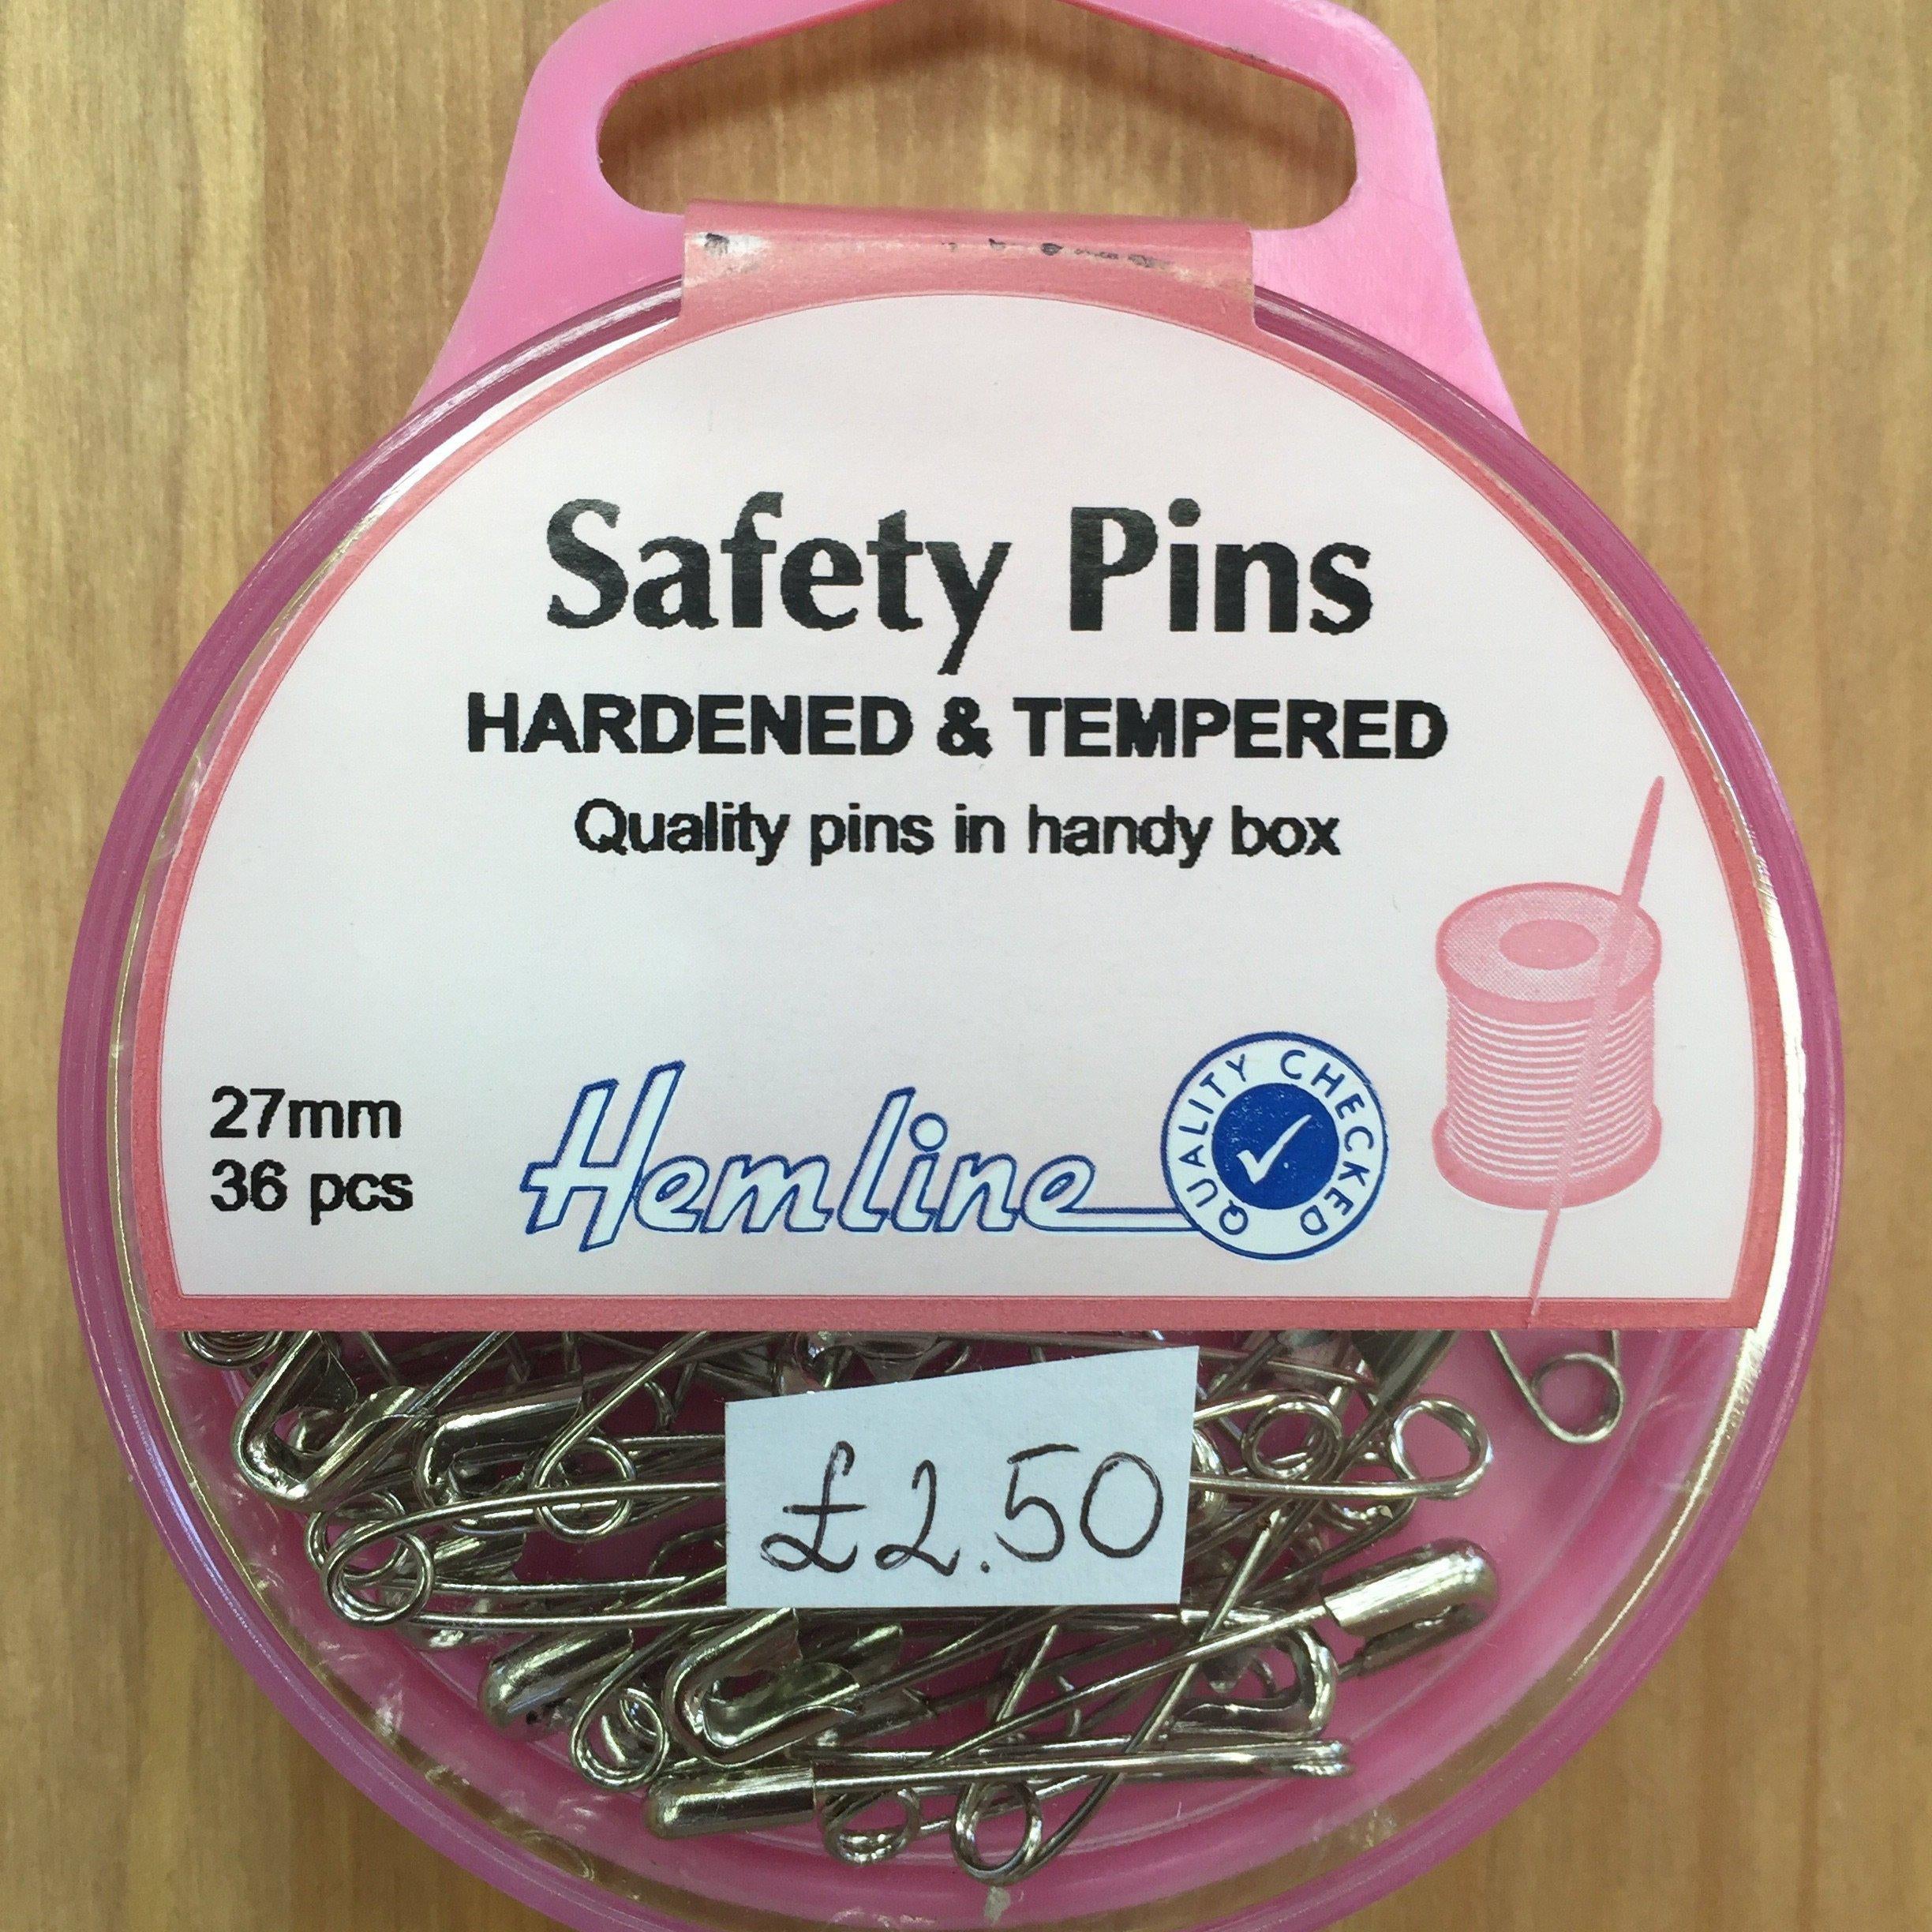 Safety Pins
HARDENED & TEMPERED
Quality pins in handy box
27mm
36 pcs
Hemline
QUALITY CHECKED
£2.50